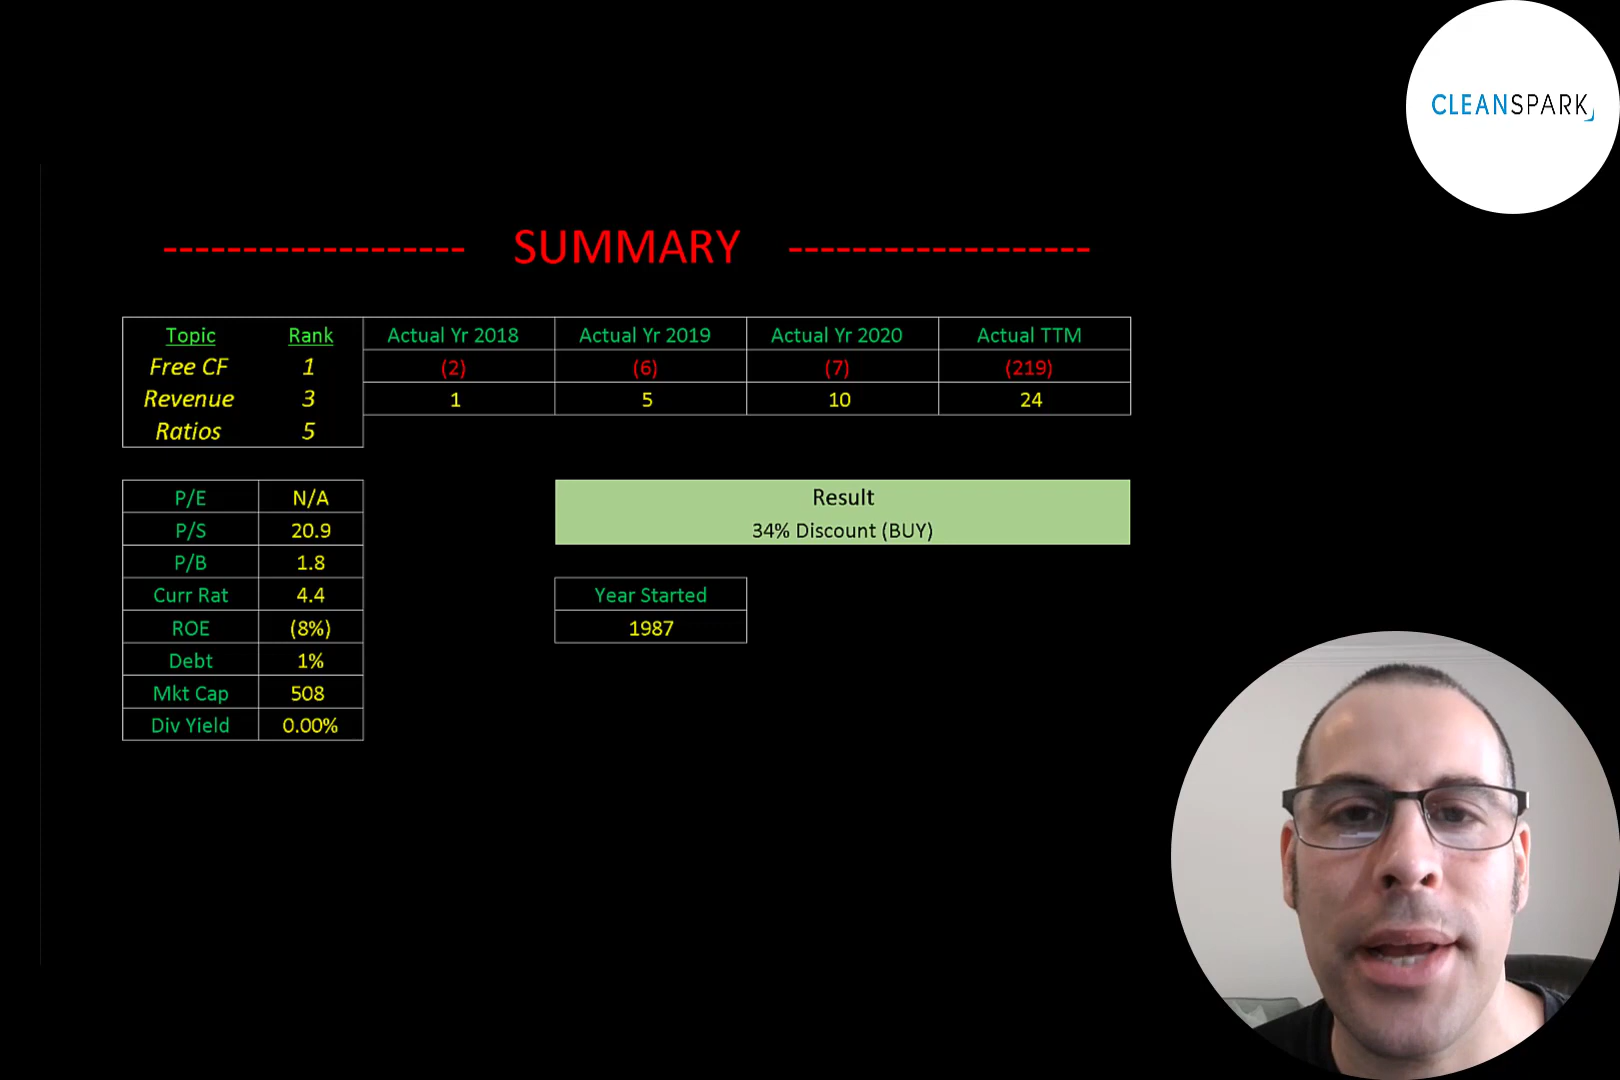 CLEANSPARK
------------------- SUMMARY -------------------
Topic Rank Actual Yr 2018 Actual Yr 2019 Actual Yr 2020 Actual TTM
Free CF 1 (2) (6) (7) (219)
Revenue 3 1 5 10 24
Ratios 5
P/E N/A Result
P/S 20.9 34% Discount (BUY)
P/B 1.8
Curr Rat 4.4 Year Started
ROE (8%) 1987
Debt 1%
Mkt Cap 508
Div Yield 0.00%